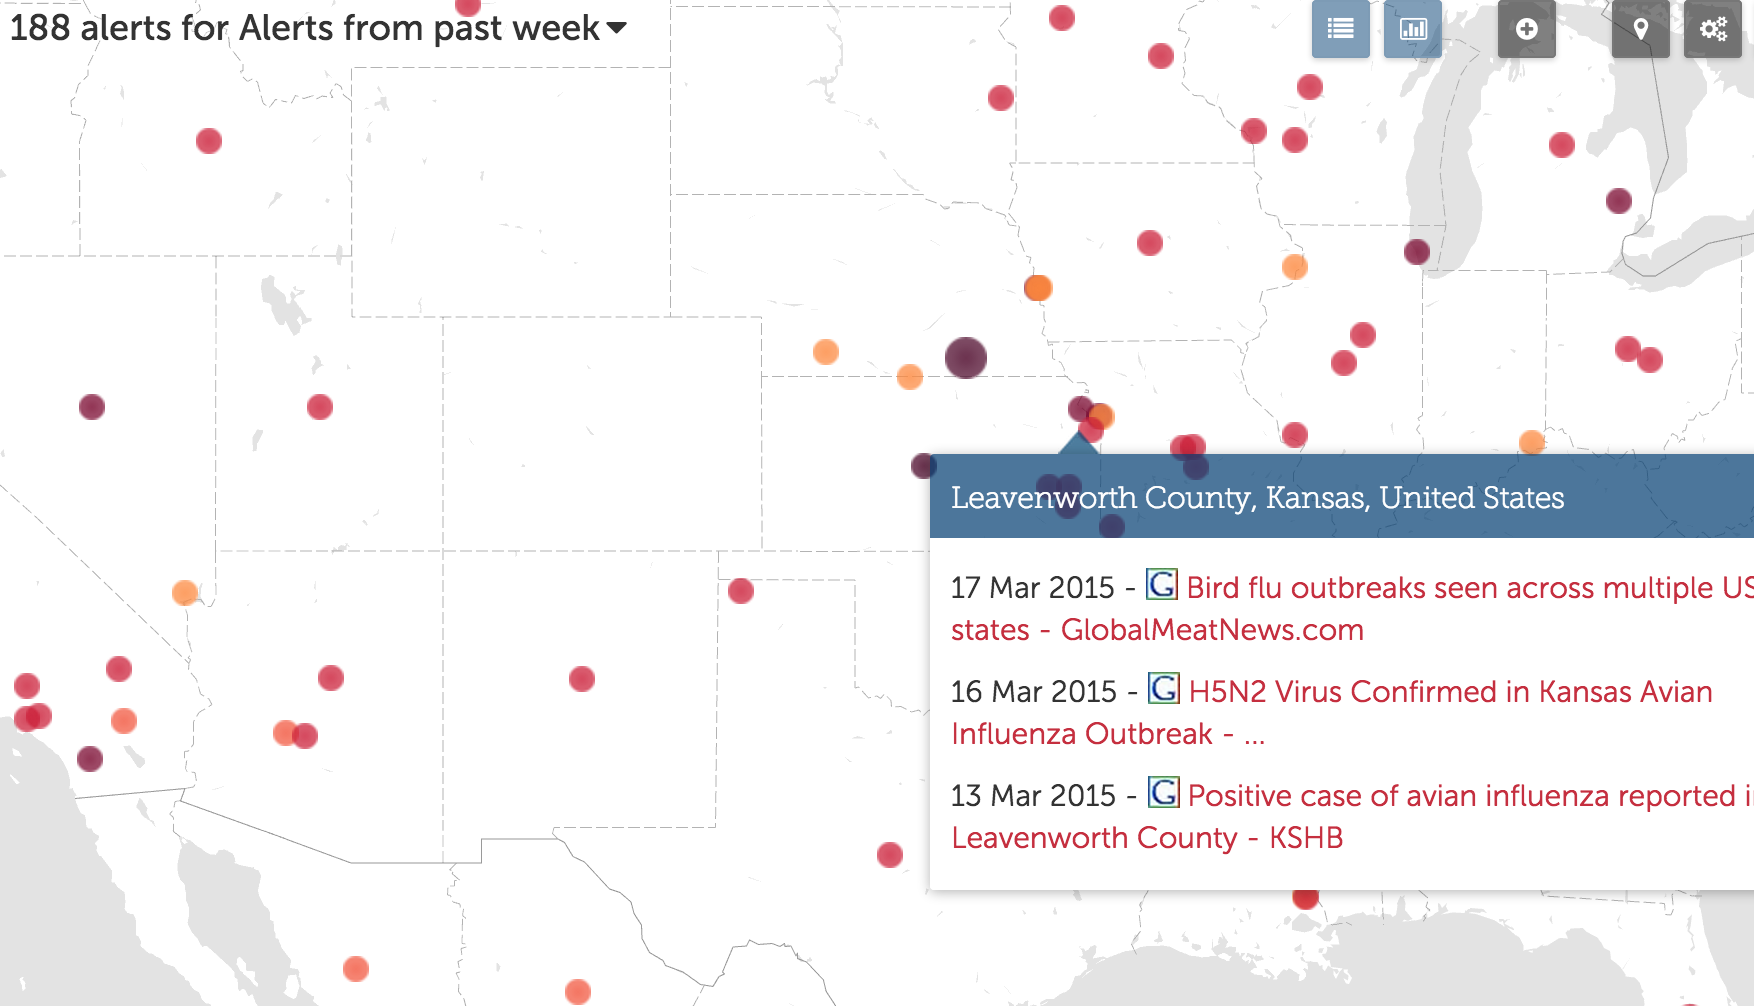 188 alerts for Alerts from past week
Leavenworth County, Kansas, United States
17 Mar 2015 - G Bird flu outbreaks seen across multiple US
states - GlobalMeatNews.com
16 Mar 2015 - G H5N2 Virus Confirmed in Kansas Avian
Influenza Outbreak - ...
13 Mar 2015 - G Positive case of avian influenza reported i
Leavenworth County - KSHB